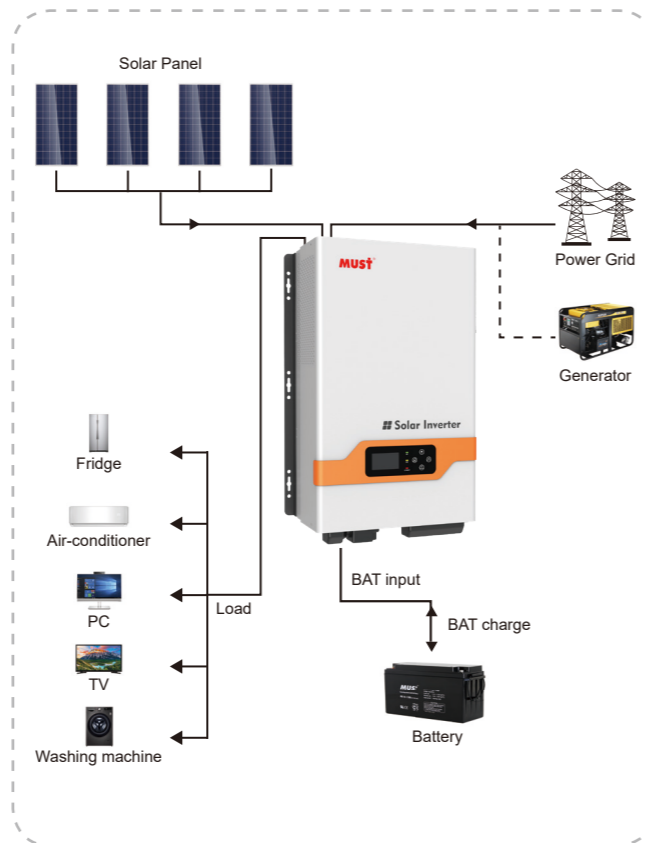 Solar Panel
MUST
Power Grid
Generator
Solar Inverter
Fridge
Air-conditioner
PC
TV
Washing machine
Load
BAT input
BAT charge
MUST
Battery